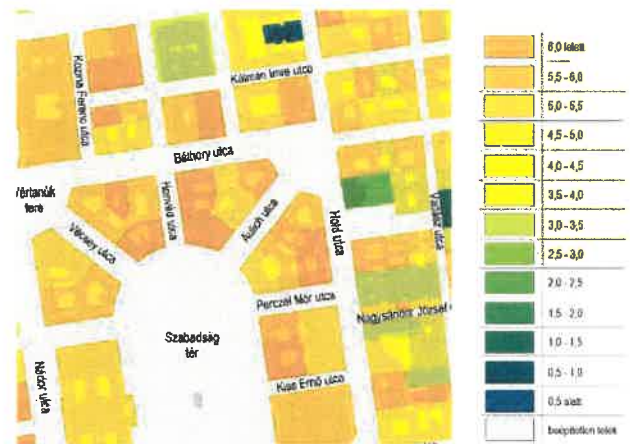 Kozma Ferenc utca
Kálmán Imre utca
Báthory utca
Vértanúk
tere
Honvéd utca
Vécsey utca
Aulich utca
Hold utca
Vadász utca
Perczel Mór utca
Nagysándor József
Szabadság
tér
Kiss Ernő utca
Nádor utca
6,0 felett
5,5 - 6,0
5,0 - 5,5
4,5 - 5,0
4,0 - 4,5
3,5 - 4,0
3,0 - 3,5
2,5 - 3,0
2,0 - 2,5
1,5 - 2,0
1,0 - 1,5
0,5 - 1,0
0,5 alatt
beépítetlen telek